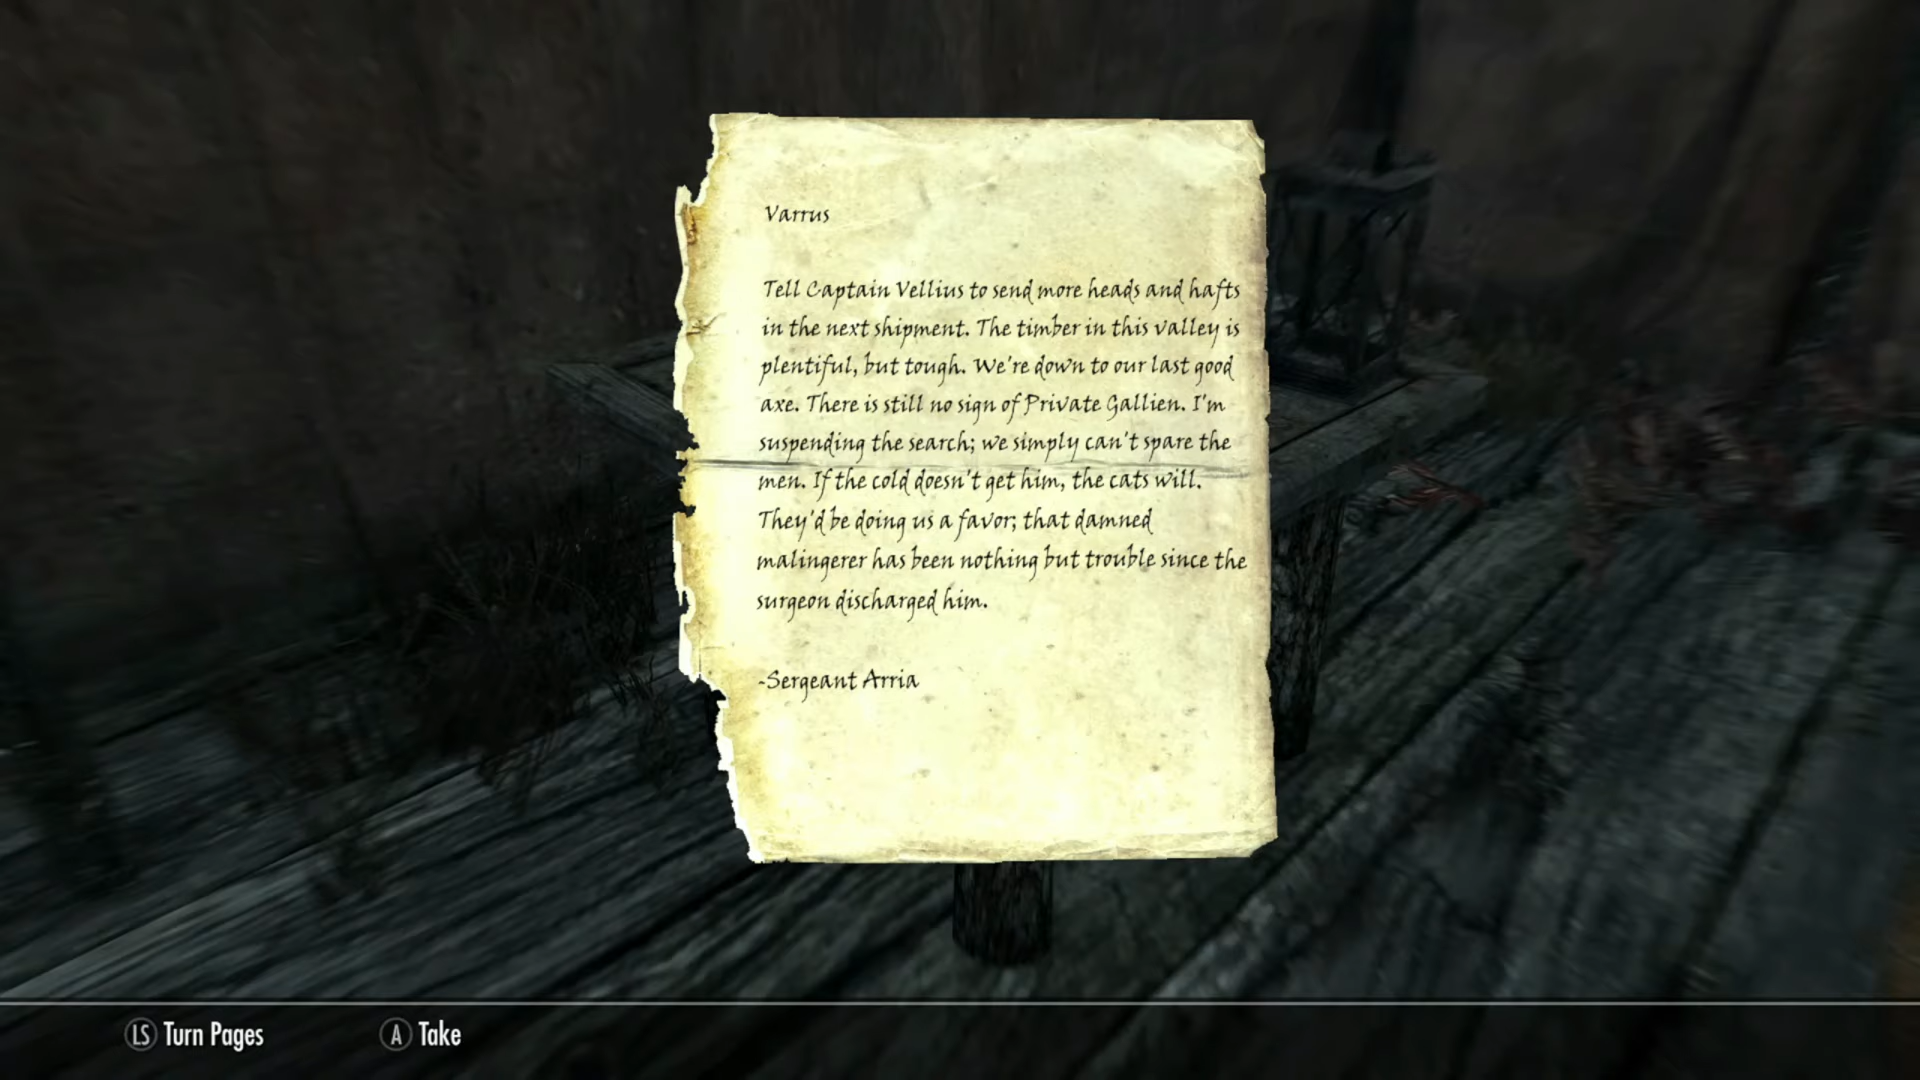 Varrus
Tell Captain Vellius to send more heads and hafts
in the next shipment. The timber in this valley is
plentiful, but tough. We're down to our last good
axe. There is still no sign of Private Gallien. I'm
suspending the search; we simply can't spare the
men. If the cold doesn't get him, the cats will.
They'd be doing us a favor; that damned
malingerer has been nothing but trouble since the
surgeon discharged him.
-Sergeant Arria
LS Turn Pages
A Take